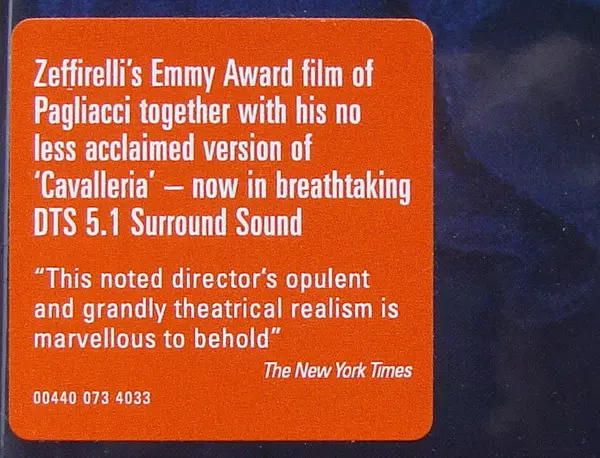 Zeffirelli's Emmy Award film of
Pagliacci together with his no
less acclaimed version of
'Cavalleria' – now in breathtaking
DTS 5.1 Surround Sound
"This noted director's opulent
and grandly theatrical realism is
marvellous to behold"
The New York Times
00440 073 4033